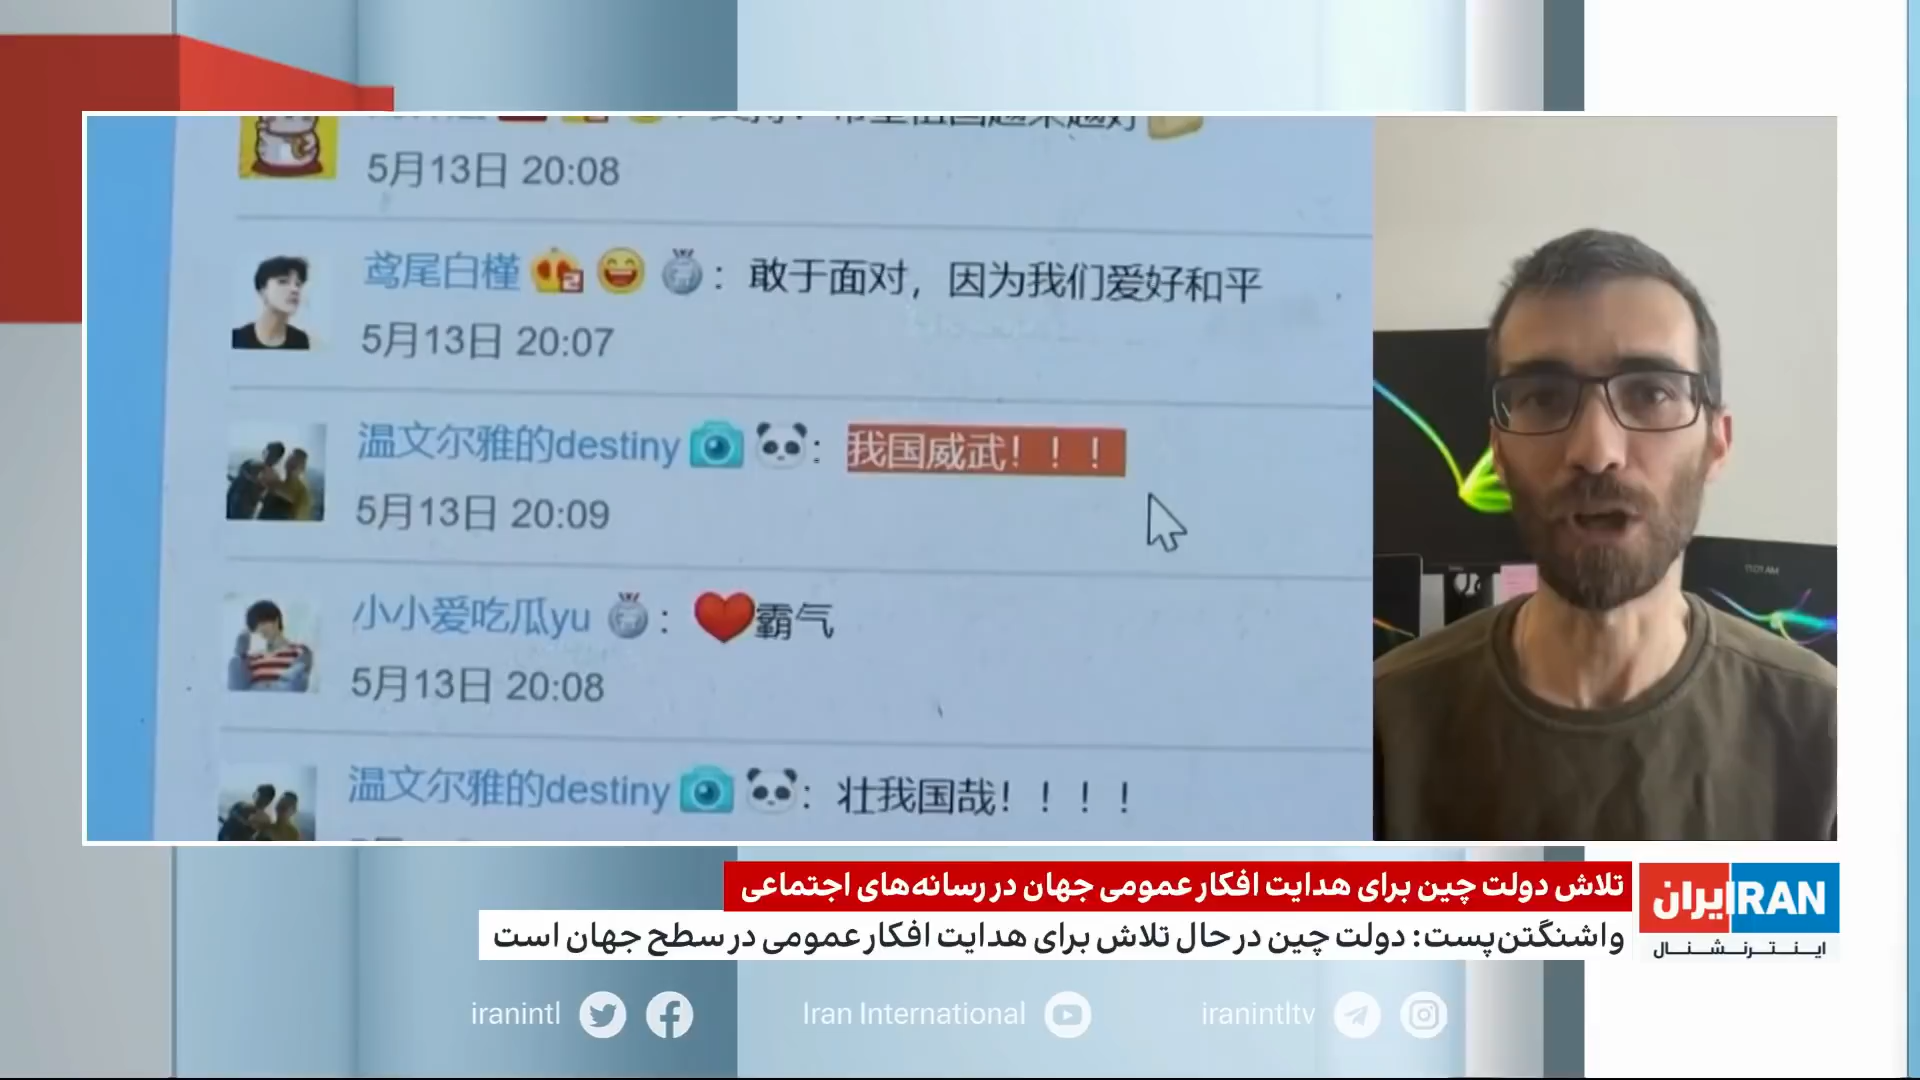 5月13日 20:08
鸢尾白槿 : 敢于面对，因为我们爱好和平
5月13日 20:07
温文尔雅的destiny : 我国威武！！！
5月13日 20:09
小小爱吃瓜yu : 霸气
5月13日 20:08
温文尔雅的destiny : 壮我国哉！！！！
11:01 AM
تلاش دولت چین برای هدایت افکار عمومی جهان در رسانه‌های اجتماعی
واشنگتن‌پست: دولت چین در حال تلاش برای هدایت افکار عمومی در سطح جهان است
ایران IRAN
اینترنشنال
iranintl
Iran International
iranintltv